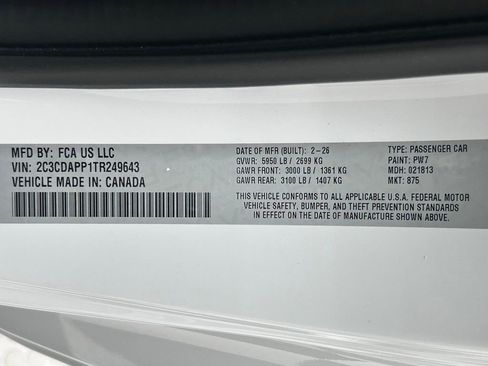 MFD BY: FCA US LLC
VIN: 2C3CDAPP1TR249643
VEHICLE MADE IN: CANADA
DATE OF MFR (BUILT): 2-26
GVWR: 5950 LB / 2699 KG
GAWR FRONT: 3000 LB / 1361 KG
GAWR REAR: 3100 LB / 1407 KG
TYPE: PASSENGER CAR
PAINT: PW7
MDH: 021813
MKT: 875
THIS VEHICLE CONFORMS TO ALL APPLICABLE U.S.A. FEDERAL MOTOR
VEHICLE SAFETY, BUMPER, AND THEFT PREVENTION STANDARDS
IN EFFECT ON THE DATE OF MANUFACTURE SHOWN ABOVE.